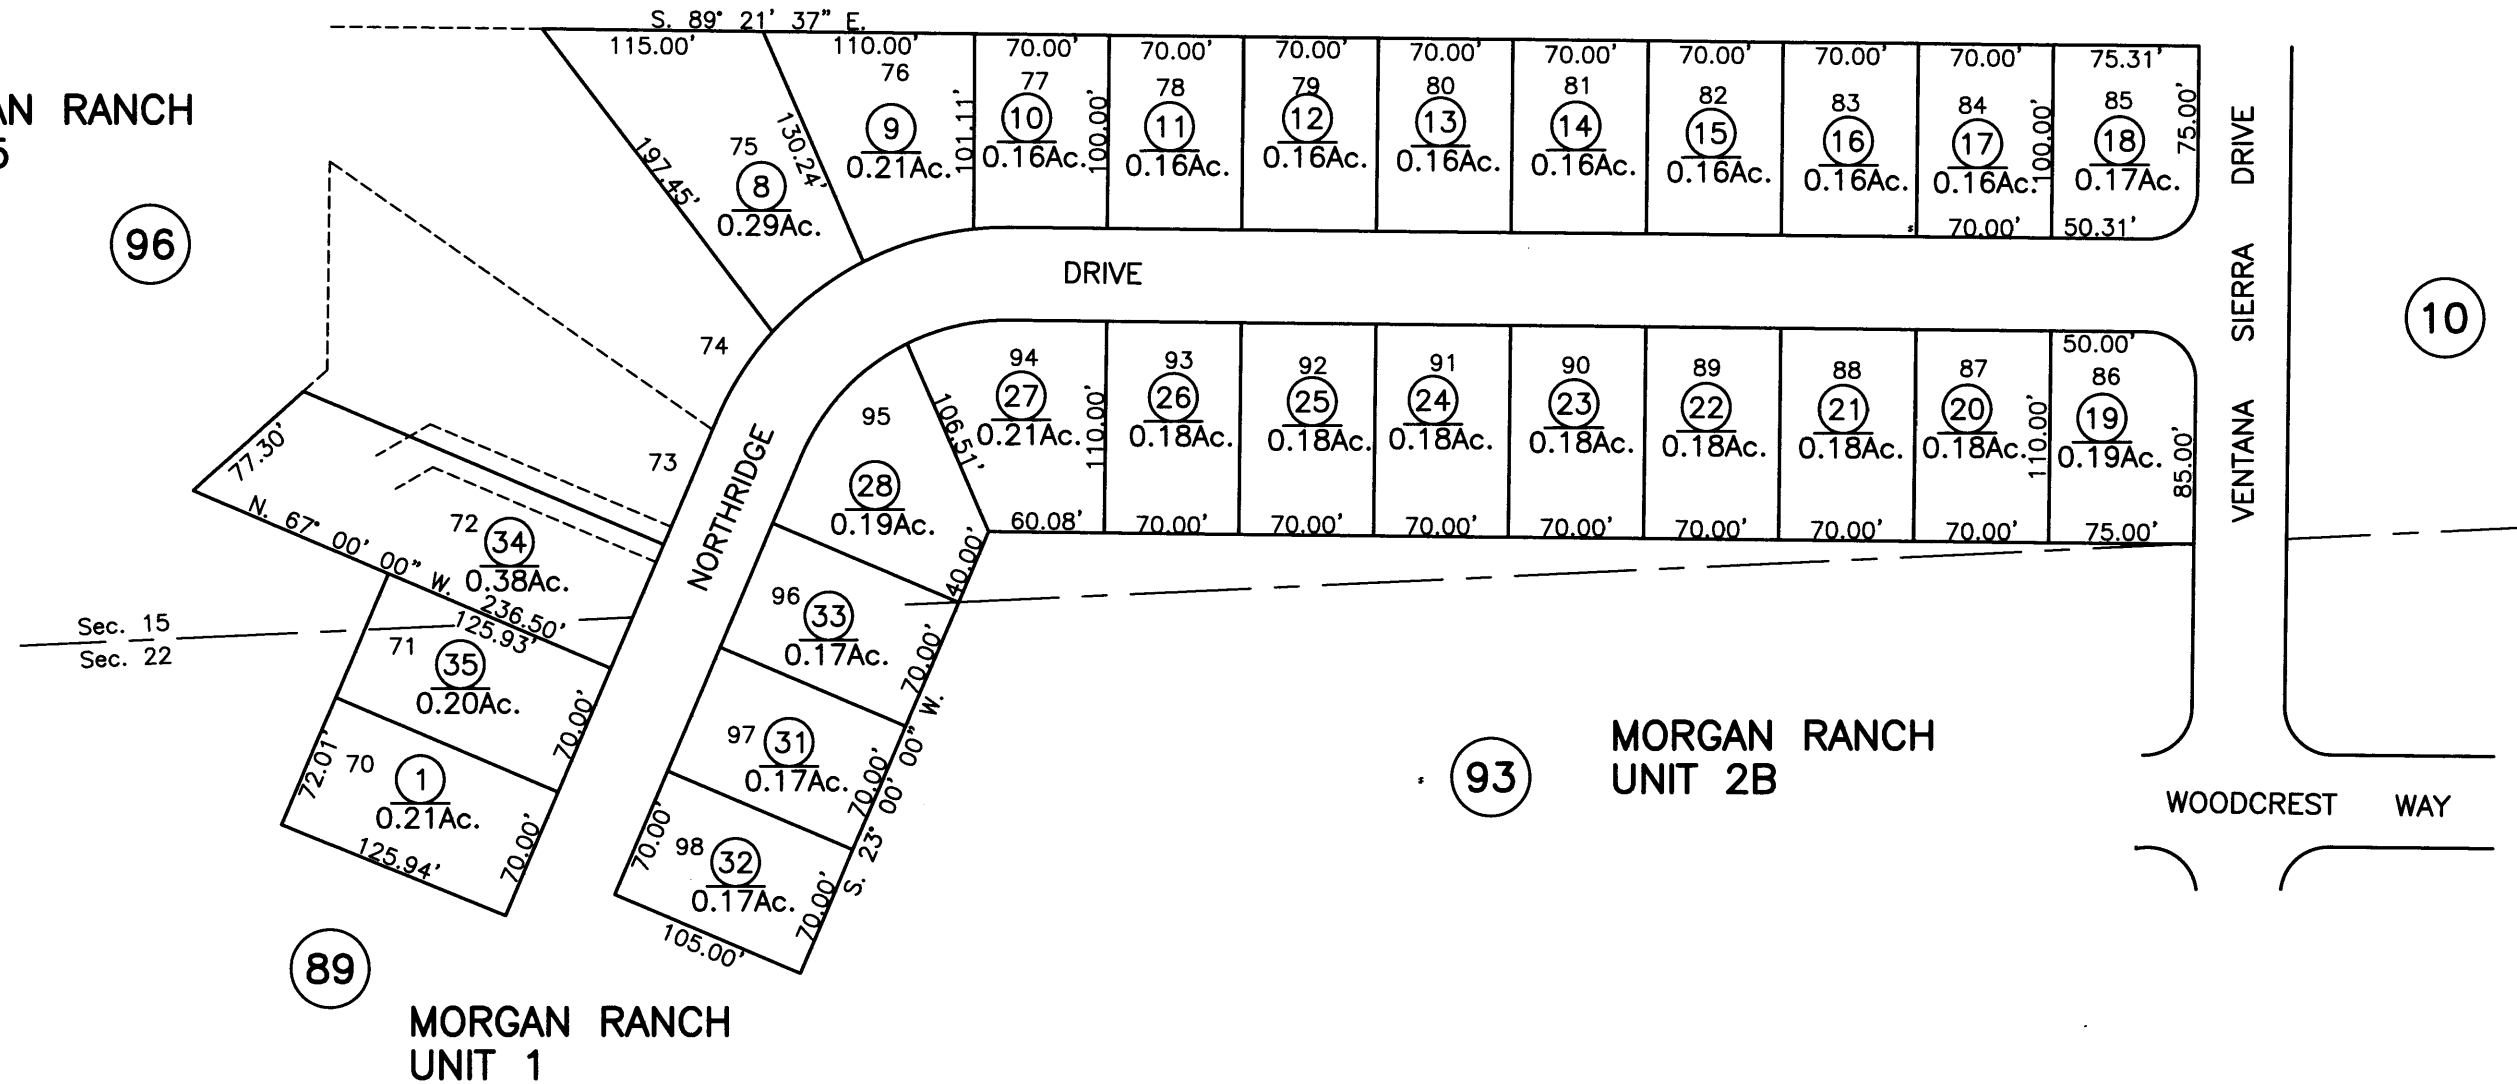 S. 89° 21' 37" E.
115.00' 110.00' 70.00' 70.00' 70.00' 70.00' 70.00' 70.00' 70.00' 70.00' 75.31'
76 77 78 79 80 81 82 83 84 85
AN RANCH
5
96
197.45'
75
8
0.29Ac.
130.24'
9
0.21Ac.
101.11'
10
0.16Ac.
100.00'
11
0.16Ac.
12
0.16Ac.
13
0.16Ac.
14
0.16Ac.
15
0.16Ac.
16
0.16Ac.
17
0.16Ac.
100.00'
18
0.17Ac.
75.00'
70.00' 50.31'
DRIVE
VENTANA SIERRA DRIVE
10
74
73
NORTHRIDGE
95
28
0.19Ac.
106.51'
94
27
0.21Ac.
110.00'
93
26
0.18Ac.
92
25
0.18Ac.
91
24
0.18Ac.
90
23
0.18Ac.
89
22
0.18Ac.
88
21
0.18Ac.
87
20
0.18Ac.
110.00'
50.00'
86
19
0.19Ac.
85.00'
60.08' 70.00' 70.00' 70.00' 70.00' 70.00' 70.00' 70.00' 75.00'
77.30'
N. 67° 00' 00" W.
236.50'
72
34
0.38Ac.
125.93'
Sec. 15
Sec. 22
71
35
0.20Ac.
70.00'
72.01'
70
1
0.21Ac.
70.00'
125.94'
40.00'
96
33
0.17Ac.
70.00'
97
31
0.17Ac.
70.00'
S. 23° 00' 00" W.
70.00'
98
32
0.17Ac.
70.00'
105.00'
93
MORGAN RANCH
UNIT 2B
WOODCREST WAY
89
MORGAN RANCH
UNIT 1